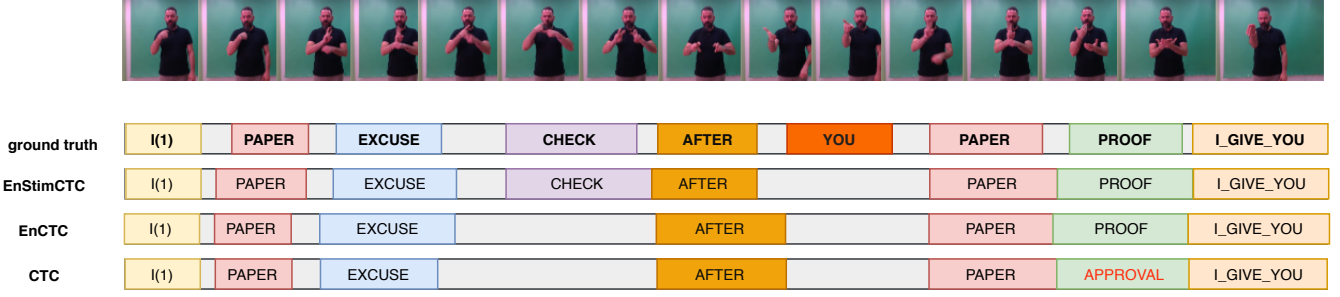 ground truth I(1) PAPER EXCUSE CHECK AFTER YOU PAPER PROOF I_GIVE_YOU
EnStimCTC I(1) PAPER EXCUSE CHECK AFTER PAPER PROOF I_GIVE_YOU
EnCTC I(1) PAPER EXCUSE AFTER PAPER PROOF I_GIVE_YOU
CTC I(1) PAPER EXCUSE AFTER PAPER APPROVAL I_GIVE_YOU